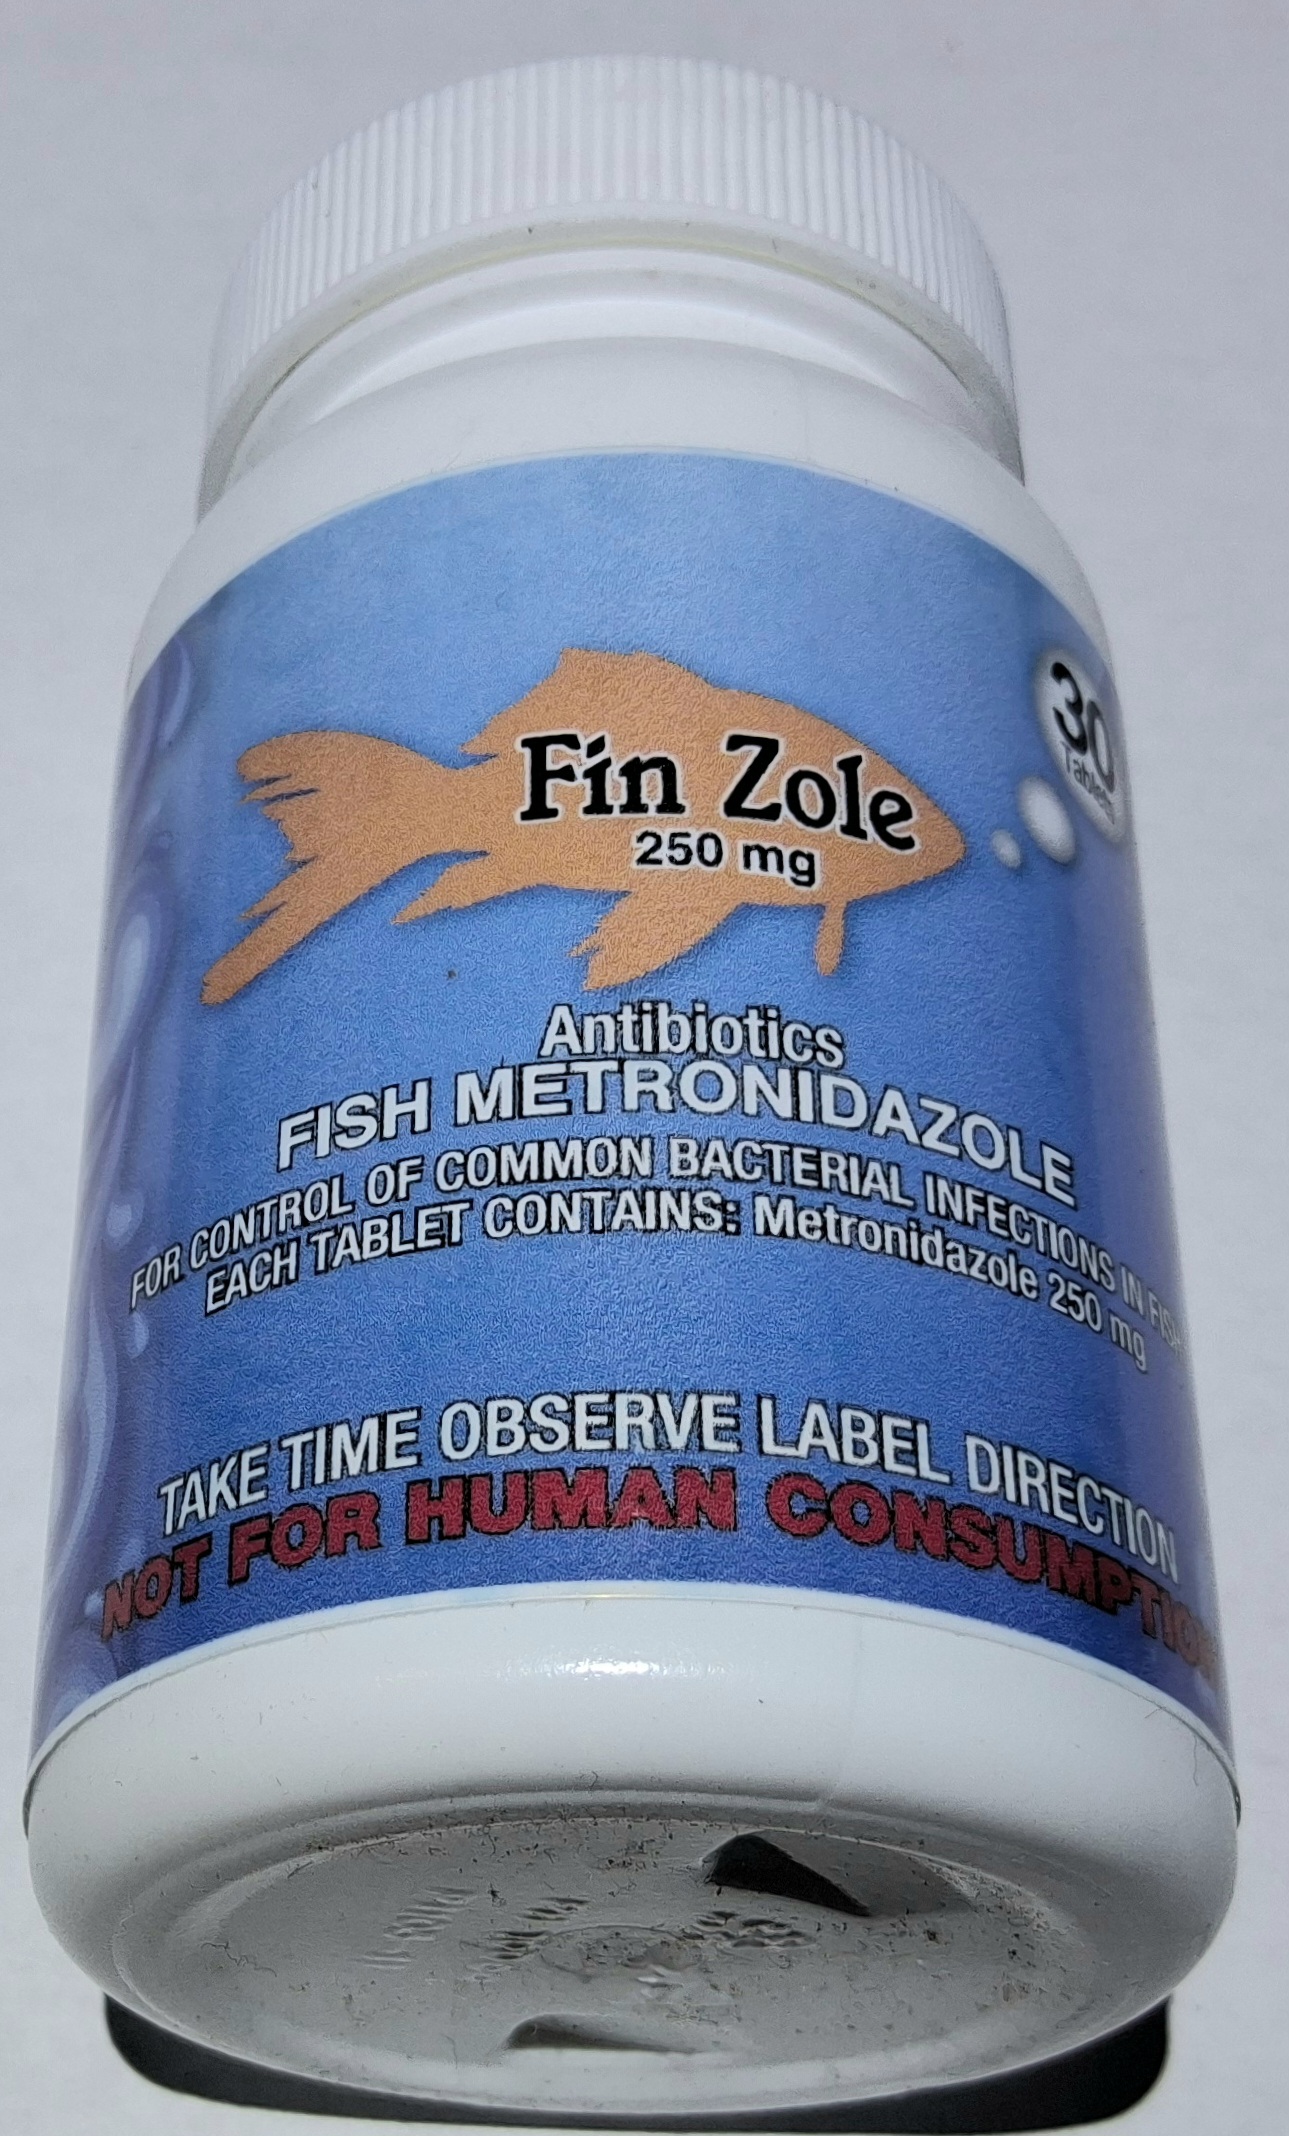 30
Tablets
Fin Zole
250 mg
Antibiotics
FISH METRONIDAZOLE
FOR CONTROL OF COMMON BACTERIAL INFECTIONS IN FISH
EACH TABLET CONTAINS: Metronidazole 250 mg
TAKE TIME OBSERVE LABEL DIRECTION
NOT FOR HUMAN CONSUMPTION